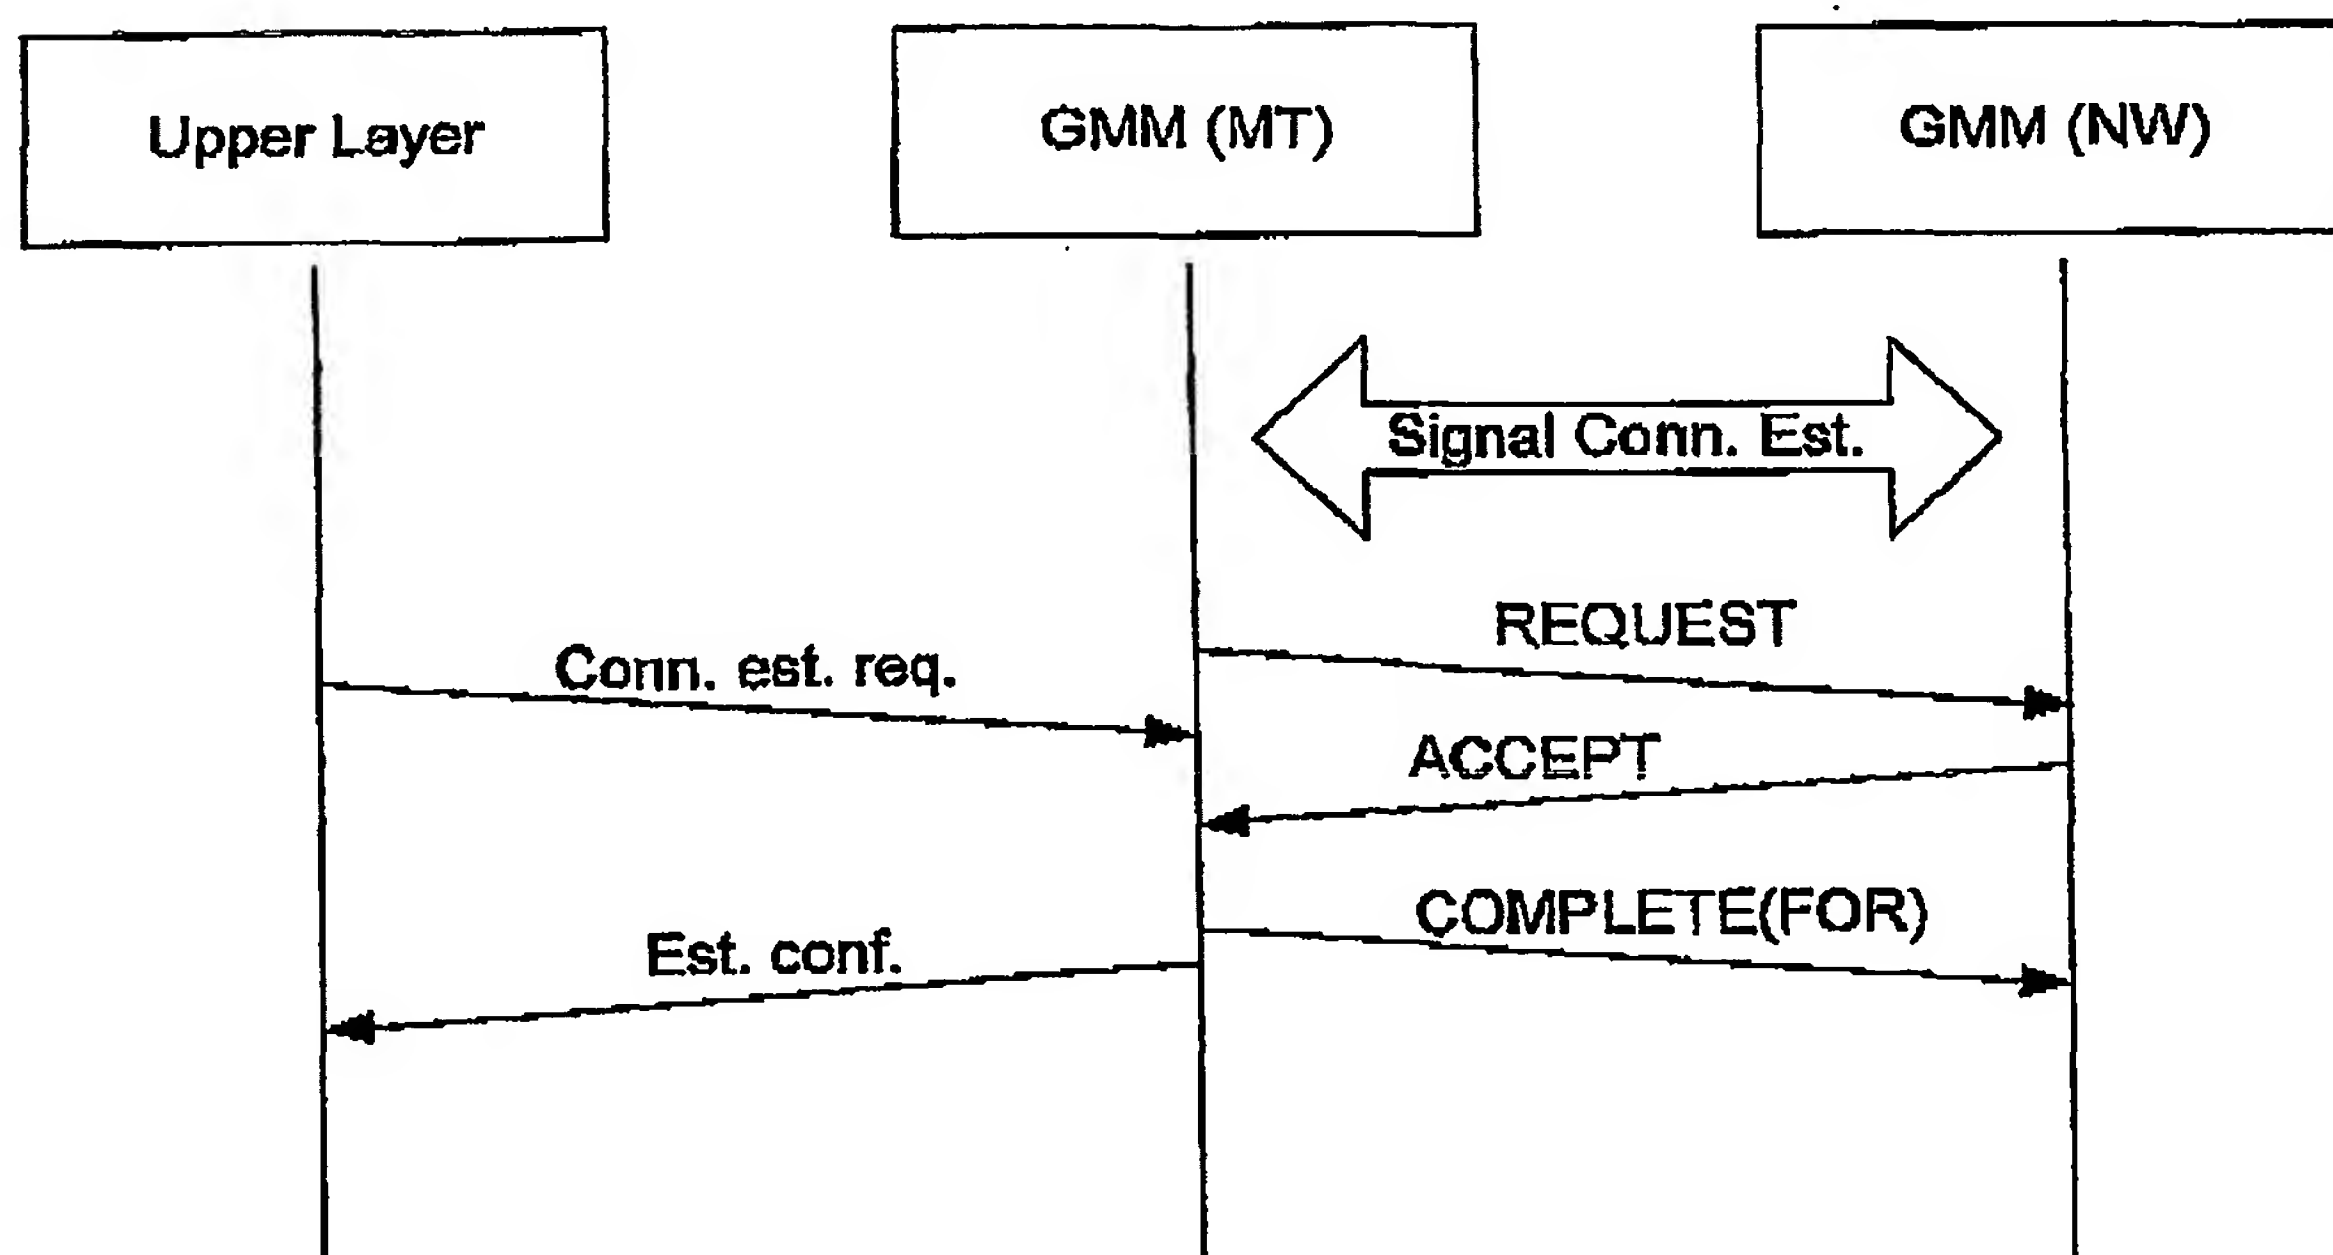 Upper Layer
GMM (MT)
GMM (NW)
Signal Conn. Est.
REQUEST
Conn. est. req.
ACCEPT
COMPLETE(FOR)
Est. conf.